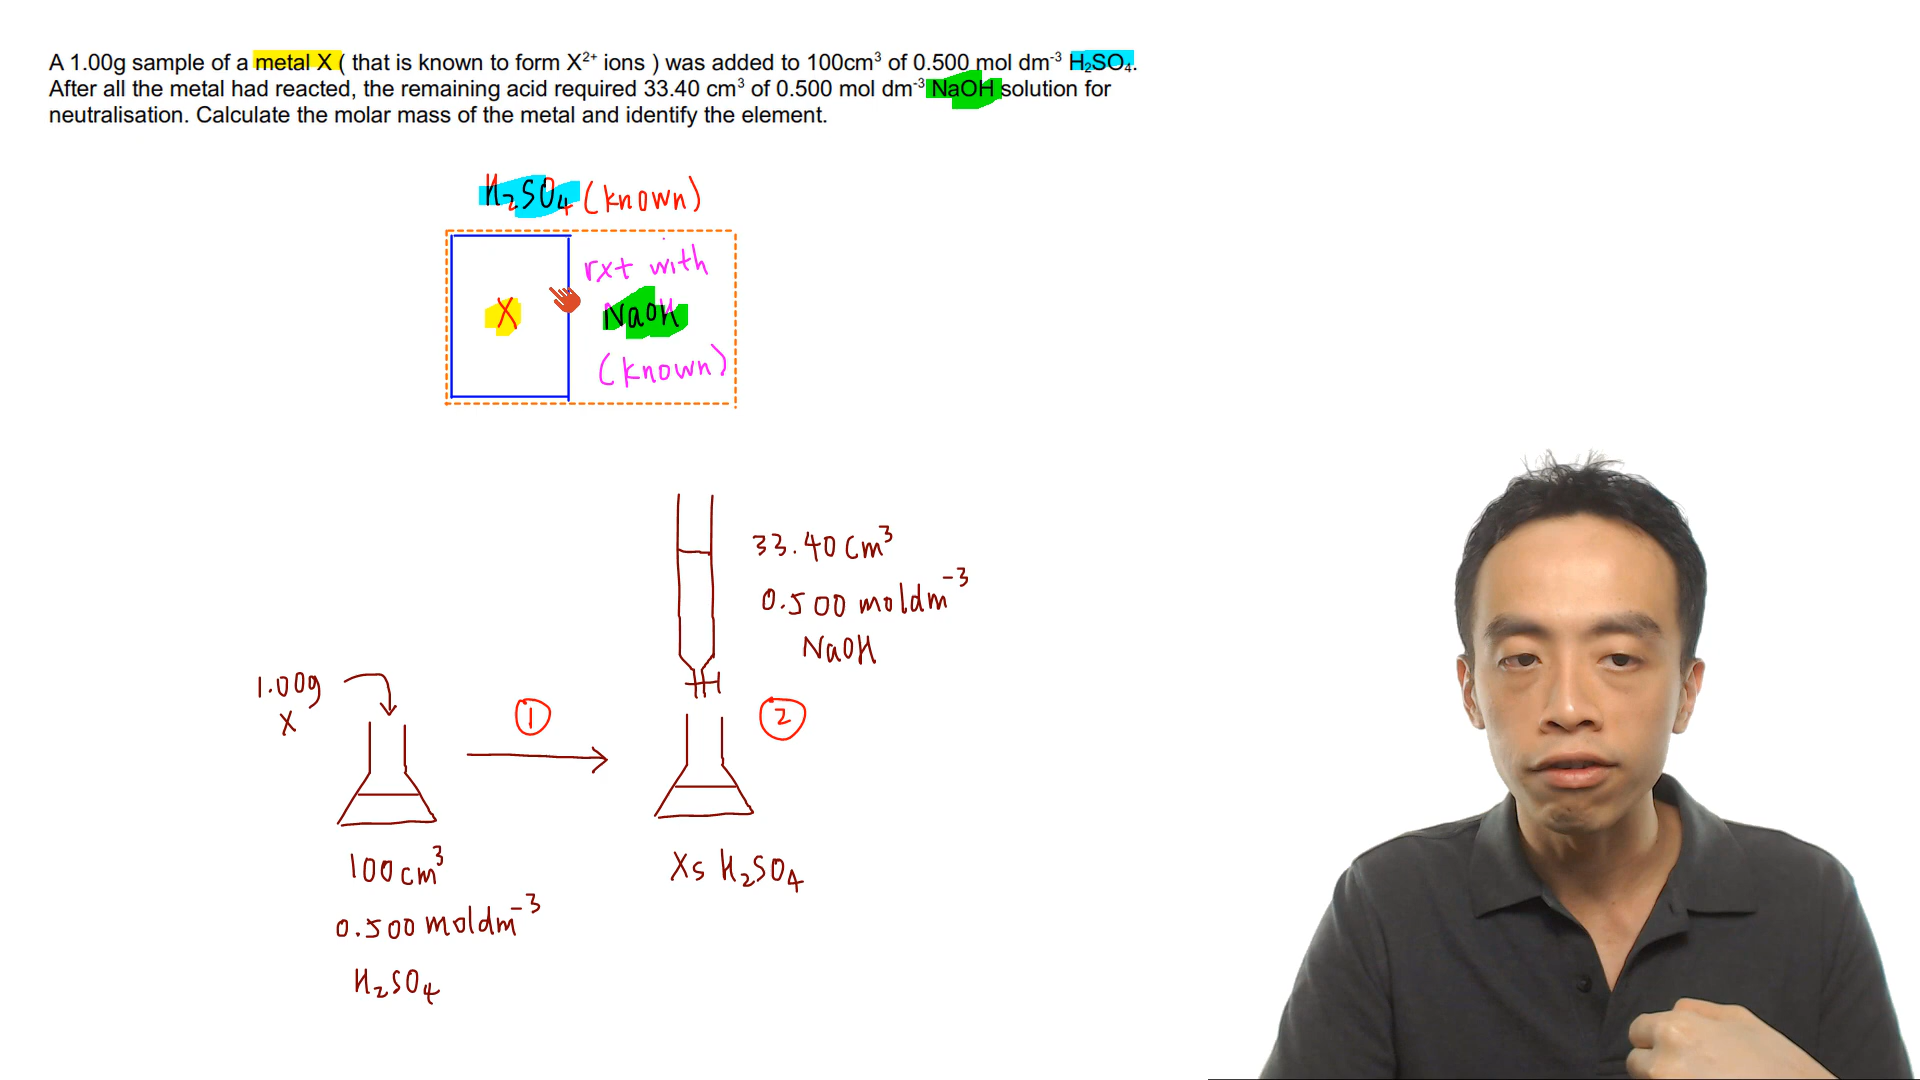 A 1.00g sample of a metal X ( that is known to form X²⁺ ions ) was added to 100cm³ of 0.500 mol dm⁻³ H₂SO₄.
After all the metal had reacted, the remaining acid required 33.40 cm³ of 0.500 mol dm⁻³ NaOH solution for
neutralisation. Calculate the molar mass of the metal and identify the element.
H₂SO₄ (known)
rxt with
X NaOH
(known)
33.40 cm³
0.500 moldm⁻³
NaOH
1.00g
X
①
②
100cm³
0.500 moldm⁻³
H₂SO₄
Xs H₂SO₄